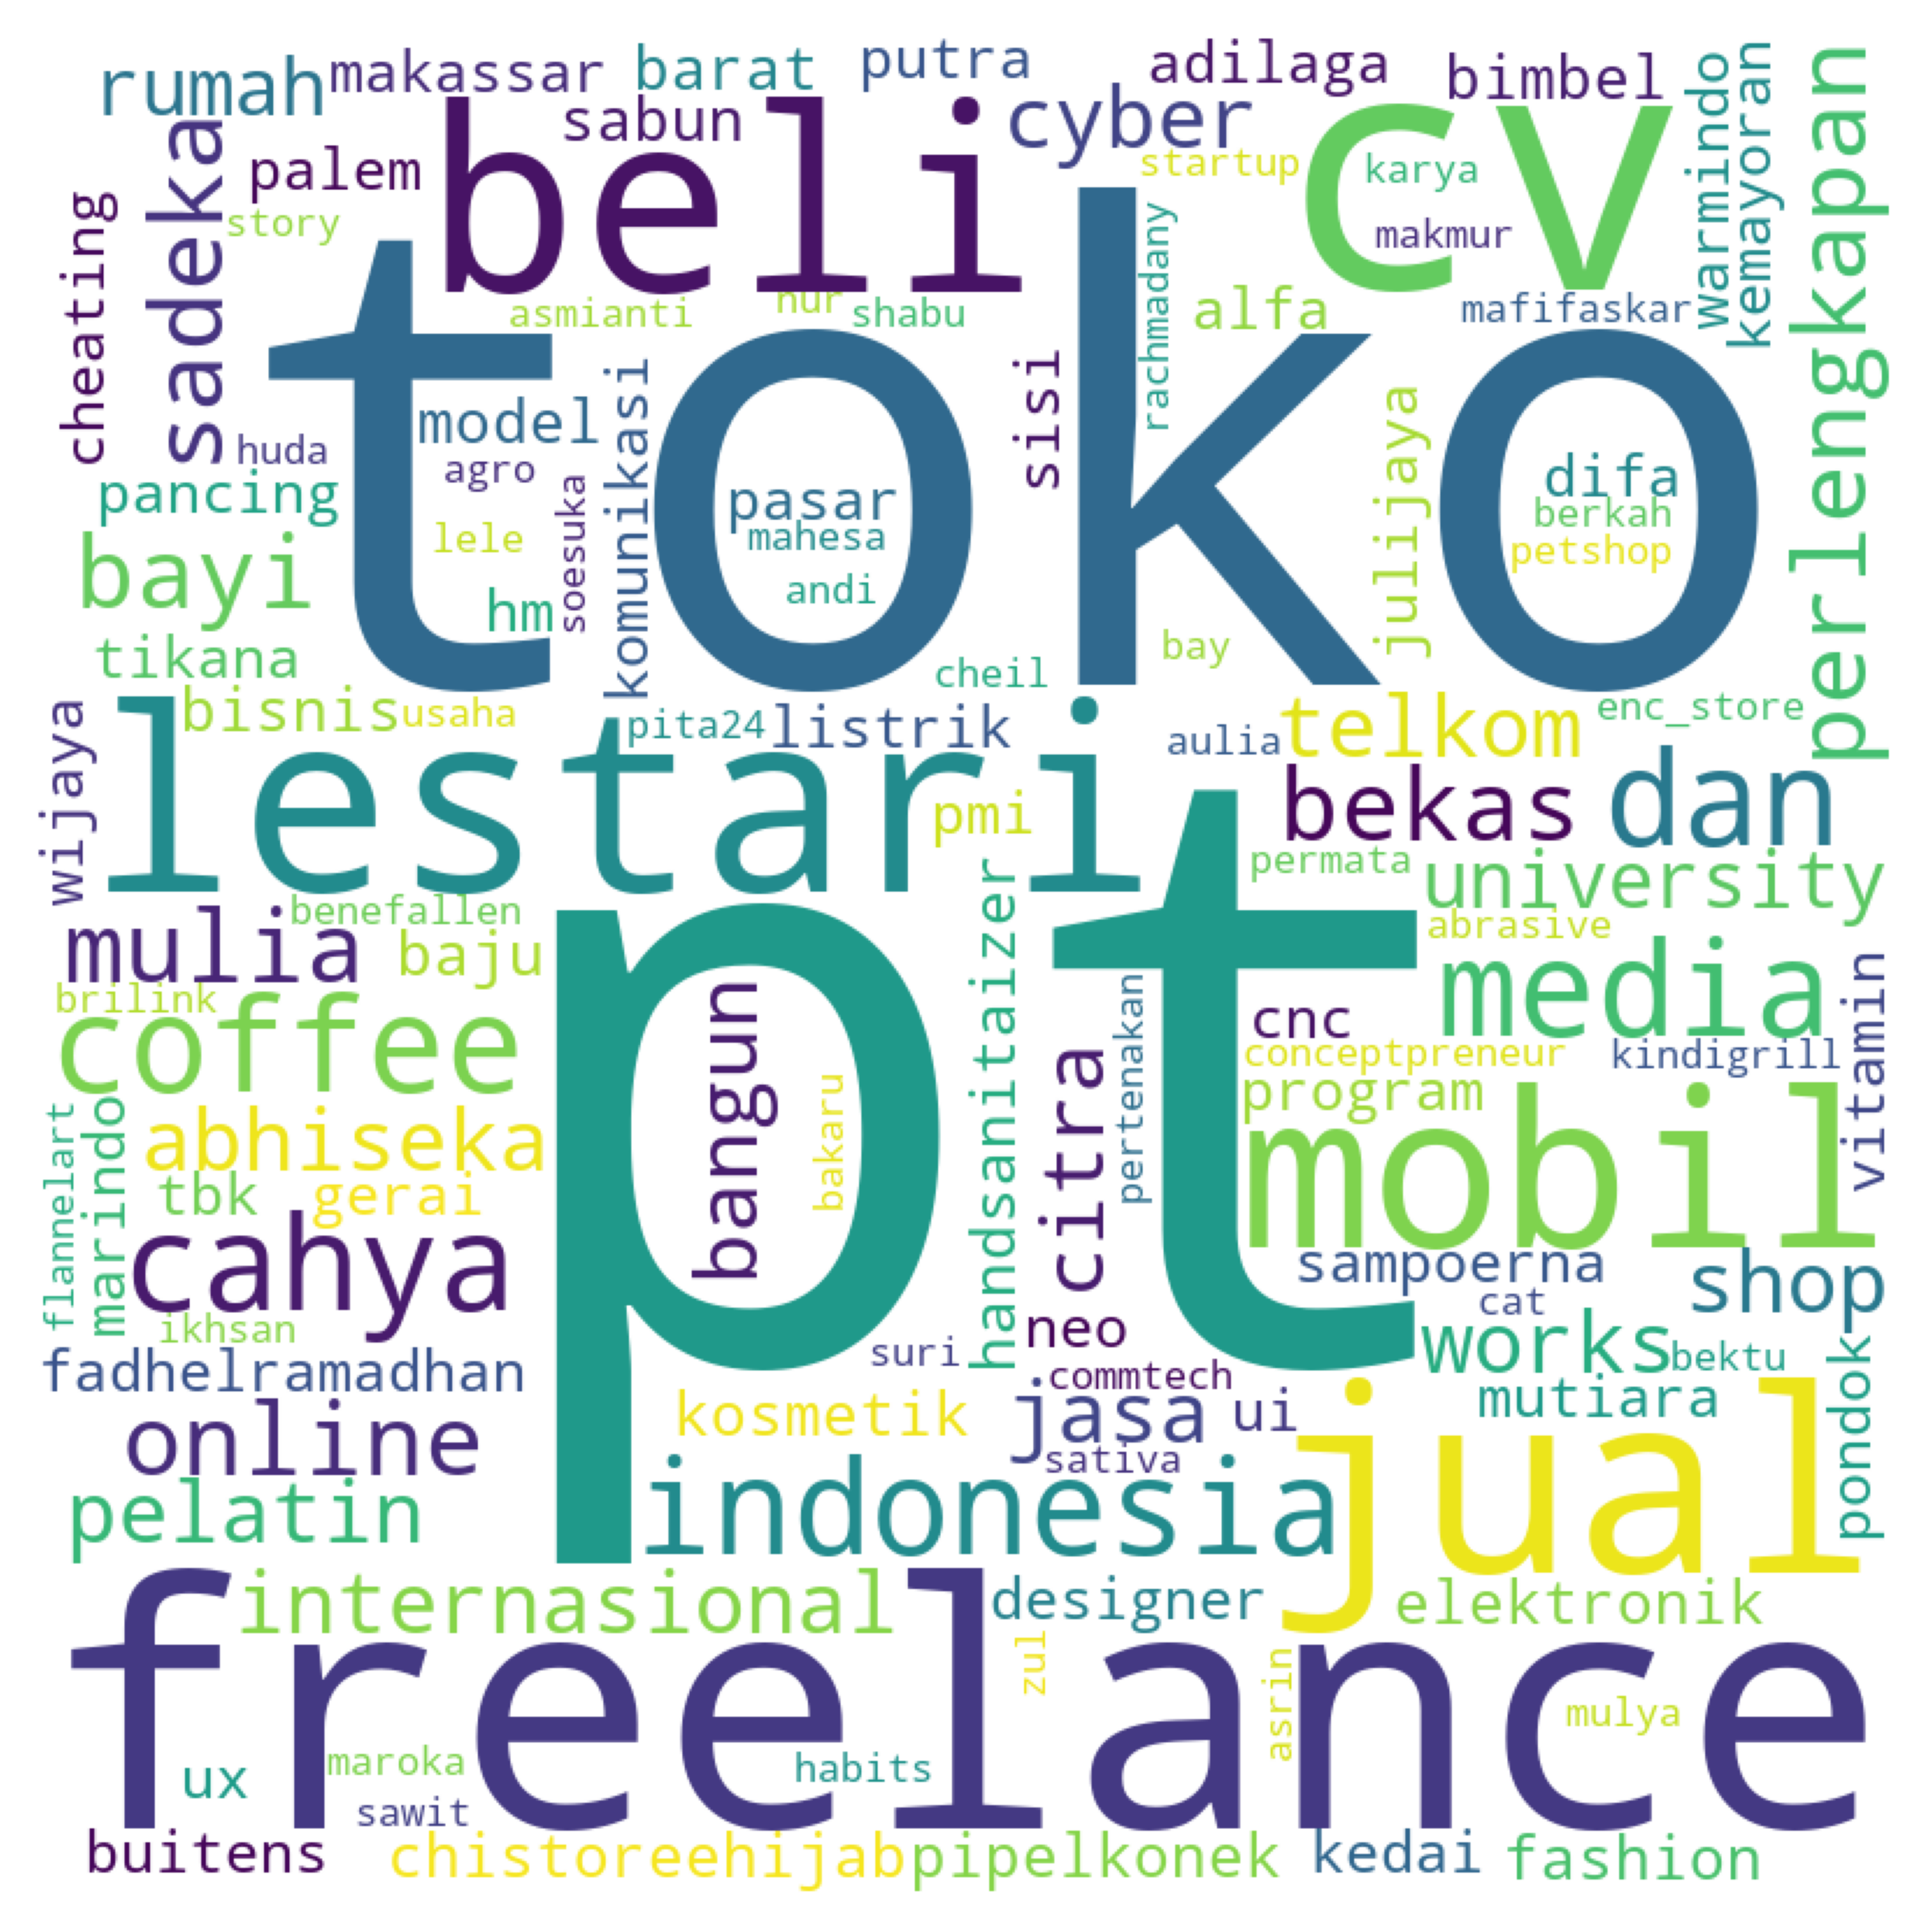 rumah
makassar
barat
putra
adilaga
bimbel
warmindo
kemayoran
perlengkapan
sabun
cyber
cv
beli
palem
sadeka
cheating
story
startup
karya
makmur
rachmadany
toko
asmianti
nur
shabu
alfa
mafifaskar
sisi
komunikasi
model
huda
agro
soesuka
pancing
pasar
mahesa
andi
lele
hm
julijaya
difa
berkah
petshop
bayi
tikana
bay
cheil
bisnis
usaha
pita24
listrik
aulia
telkom
enc_store
wijaya
lestari
pmi
bekas
dan
permata
university
benefallen
abrasive
mulia
baju
handsanitaizer
pt
media
vitamin
brilink
coffee
bangun
bakaru
pertenakan
cnc
conceptpreneur
kindigrill
citra
program
mobil
flannelart
marindo
abhiseka
tbk
gerai
cahya
sampoerna
shop
cat
ikhsan
suri
neo
works
bektu
pondok
fadhelramadhan
commtech
mutiara
kosmetik
jasa
ui
jual
online
sativa
pelatin
indonesia
internasional
designer
elektronik
freelance
zul
asrin
mulya
ux
maroka
habits
sawit
buitens
chistoreehijab
pipelkonek
kedai
fashion